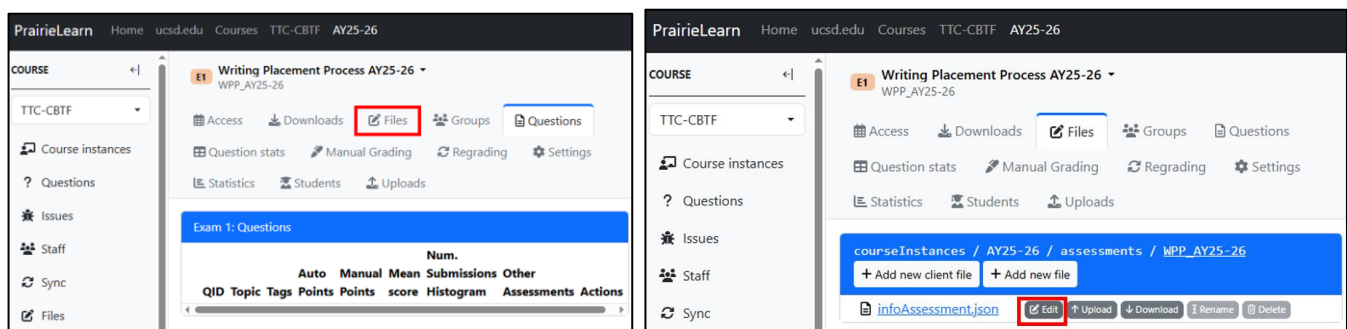 PrairieLearn Home ucsd.edu Courses TTC-CBTF AY25-26
COURSE
TTC-CBTF
Course instances
? Questions
Issues
Staff
Sync
Files
E1 Writing Placement Process AY25-26
WPP_AY25-26
Access Downloads Files Groups Questions
Question stats Manual Grading Regrading Settings
Statistics Students Uploads
Exam 1: Questions
Num.
Auto Manual Mean Submissions Other
QID Topic Tags Points Points score Histogram Assessments Actions
PrairieLearn Home ucsd.edu Courses TTC-CBTF AY25-26
COURSE
TTC-CBTF
Course instances
? Questions
Issues
Staff
Sync
E1 Writing Placement Process AY25-26
WPP_AY25-26
Access Downloads Files Groups Questions
Question stats Manual Grading Regrading Settings
Statistics Students Uploads
courseInstances / AY25-26 / assessments / WPP_AY25-26
+ Add new client file + Add new file
infoAssessment.json Edit Upload Download Rename Delete